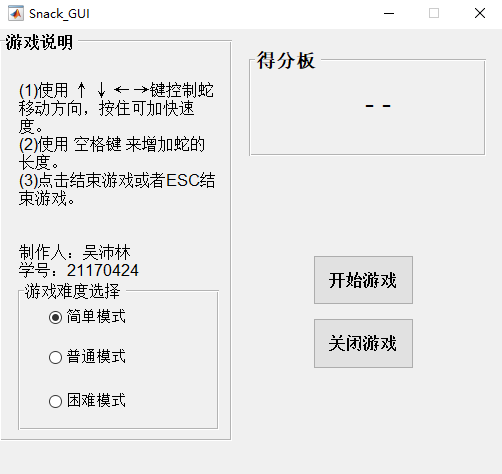 Snack_GUI
游戏说明
(1)使用 ↑ ↓ ← →键控制蛇
移动方向，按住可加快速
度。
(2)使用 空格键 来增加蛇的
长度。
(3)点击结束游戏或者ESC结
束游戏。
制作人：吴沛林
学号：21170424
游戏难度选择
简单模式
普通模式
困难模式
得分板
--
开始游戏
关闭游戏